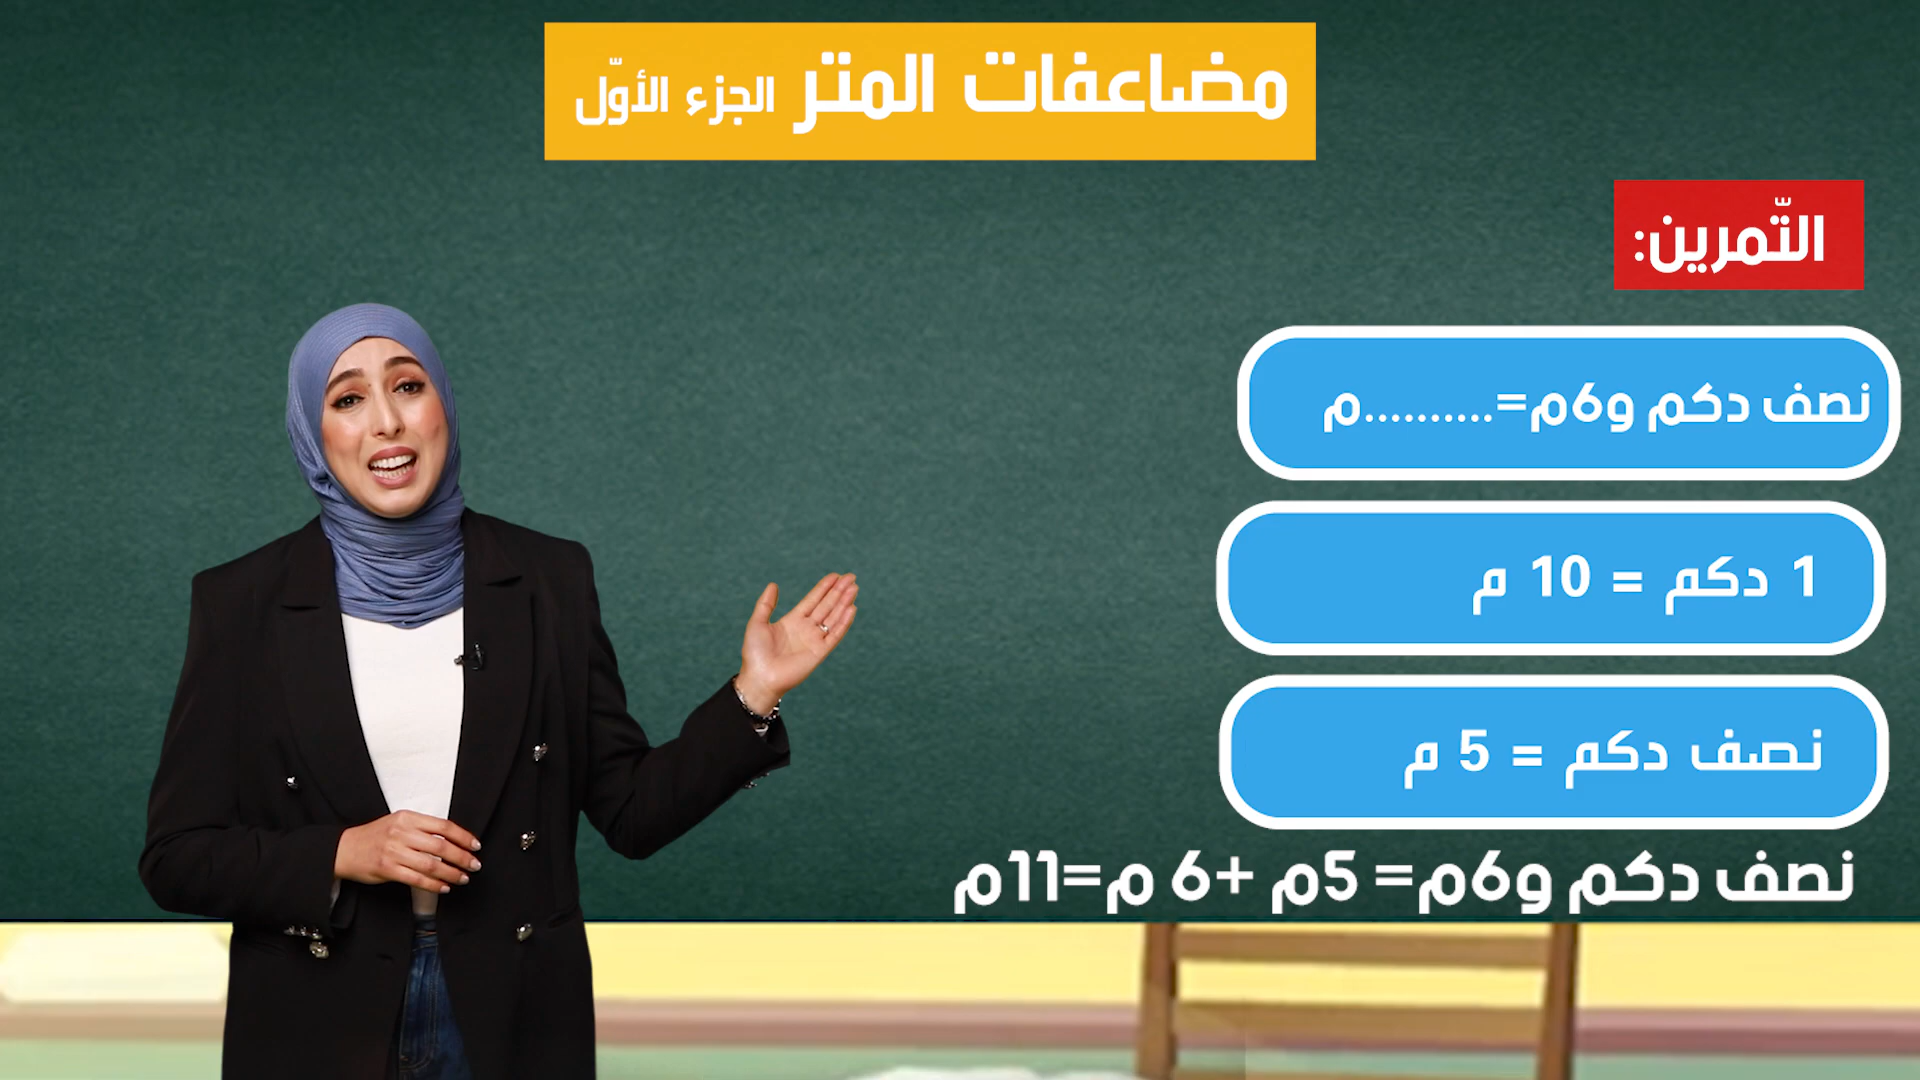 مضاعفات المتر الجزء الأوّل
التّمرين:
نصف دكم و6م=..........م
1 دكم = 10 م
نصف دكم = 5 م
نصف دكم و6م= 5م +6 م=11م